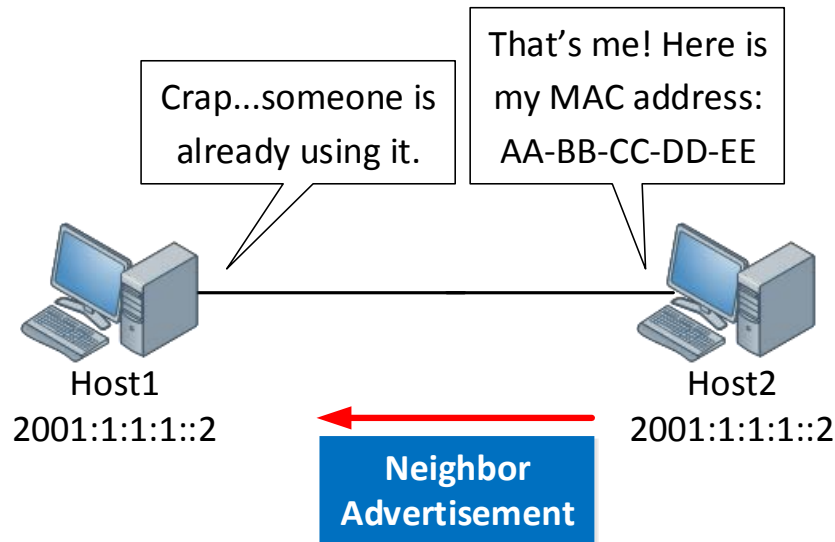 Crap...someone is
already using it.
That's me! Here is
my MAC address:
AA-BB-CC-DD-EE
Host1
2001:1:1:1::2
Host2
2001:1:1:1::2
Neighbor
Advertisement